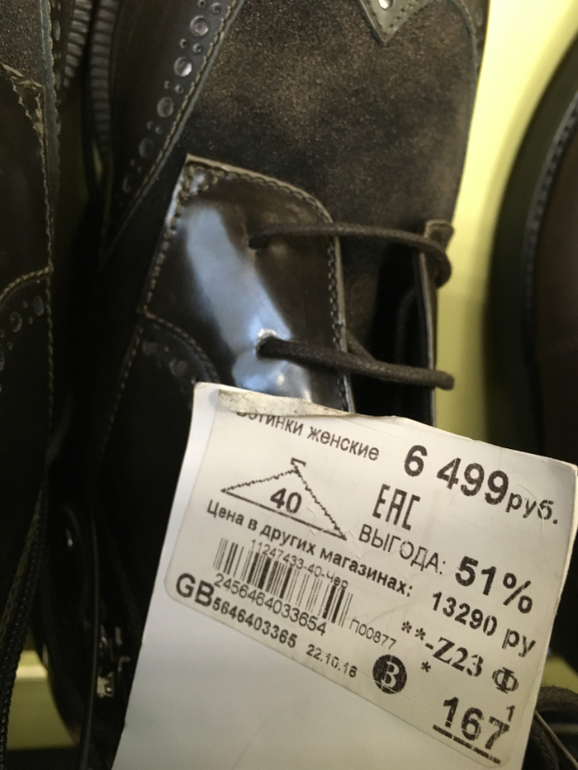 Ботинки женские
6 499руб.
40
ЕАС
ВЫГОДА: 51%
Цена в других магазинах: 13290 ру
11247433-40-Чер
2456464033654
П00877
**-Z23 Ф
GB5646403365
22.10.16
В
*
1
167